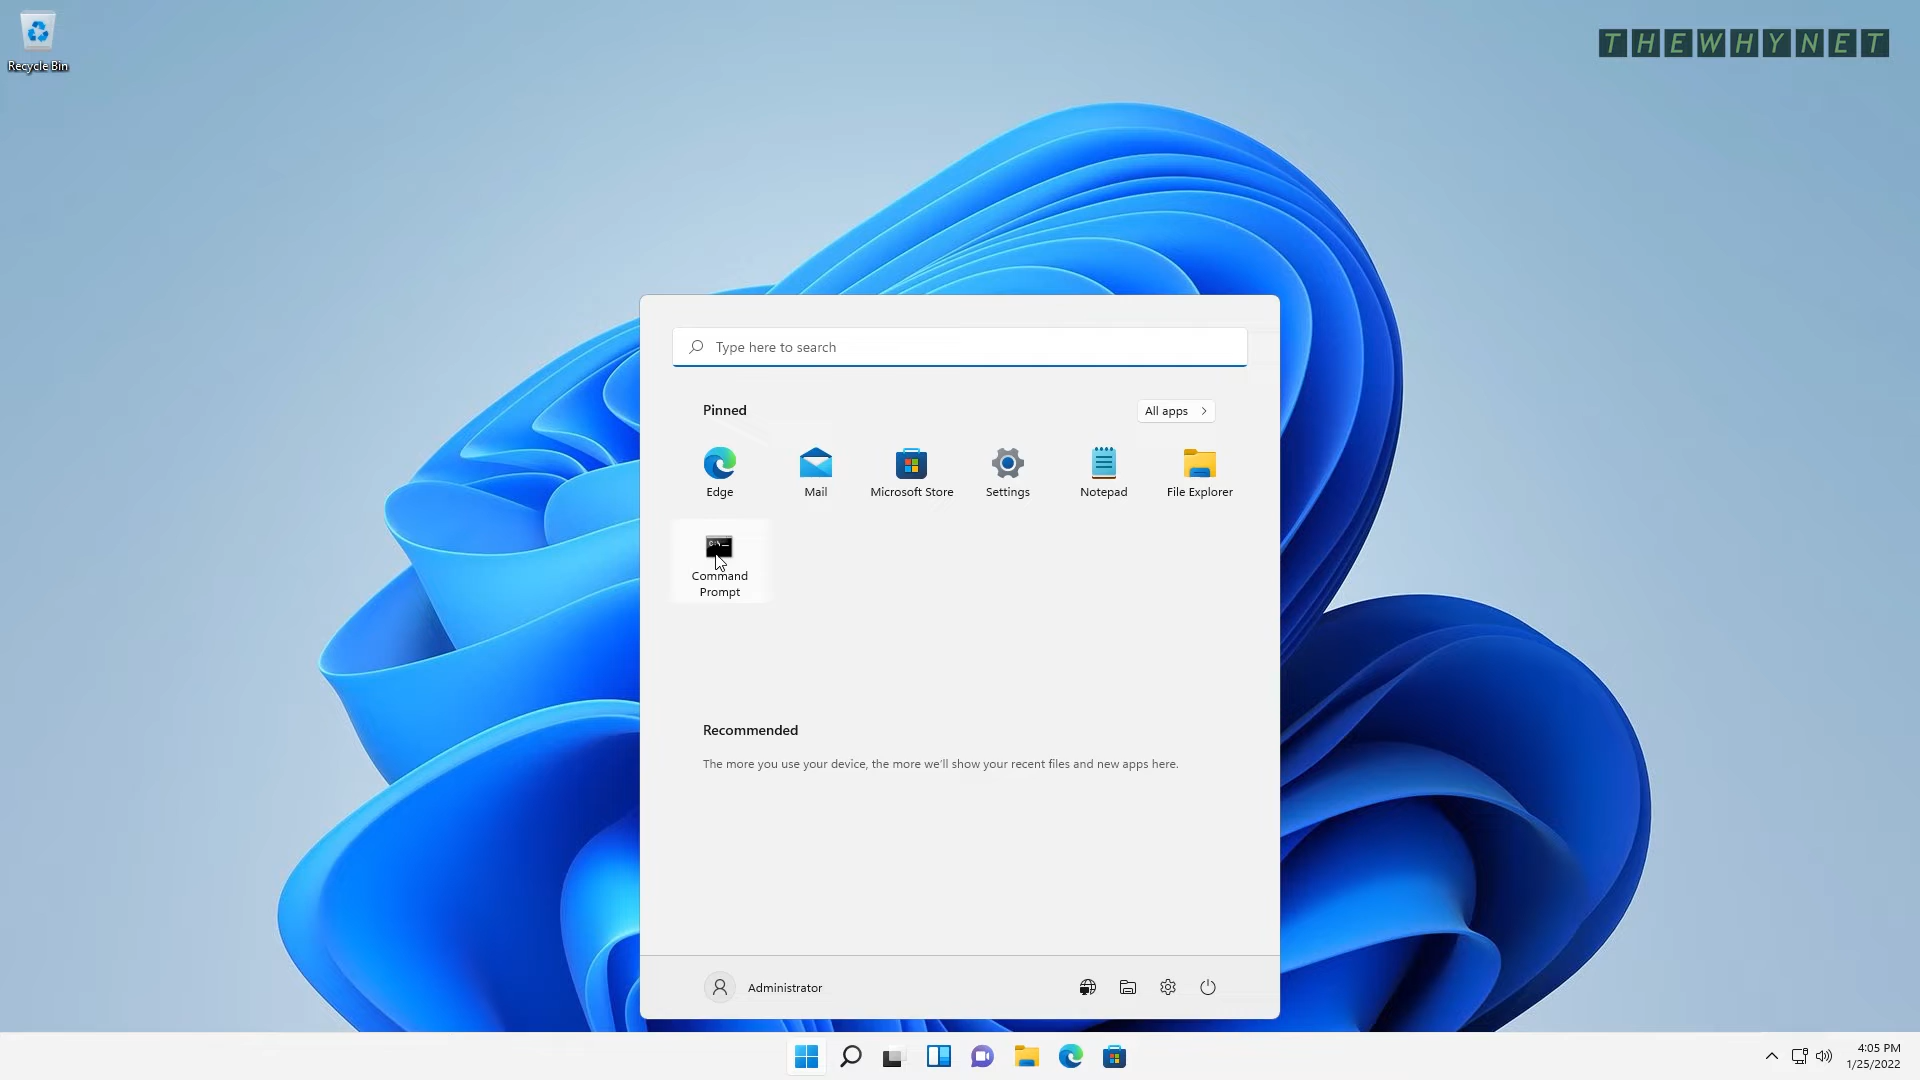 Recycle Bin
THEWHYNET
Type here to search
Pinned
All apps
Edge
Mail
Microsoft Store
Settings
Notepad
File Explorer
Command
Prompt
Recommended
The more you use your device, the more we'll show your recent files and new apps here.
Administrator
4:05 PM
1/25/2022